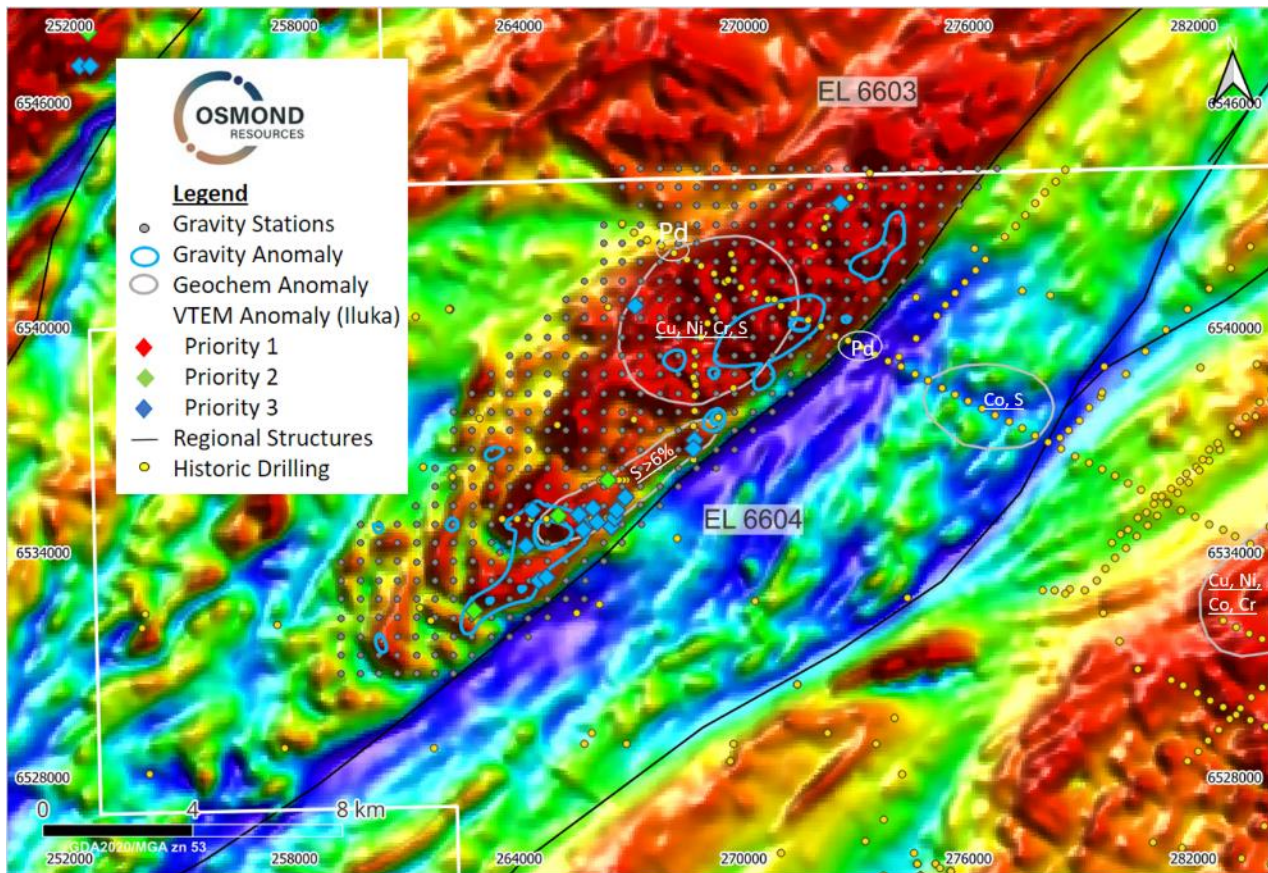 252000 258000 264000 270000 276000 282000
N
6546000
6546000
OSMOND
RESOURCES
EL 6603
Legend
Gravity Stations
Gravity Anomaly
Geochem Anomaly
VTEM Anomaly (Iluka)
Priority 1
Priority 2
Priority 3
Regional Structures
Historic Drilling
Pd
6540000
6540000
Cu, Ni, Cr, S
Pd
Co, S
S >6%
EL 6604
6534000
6534000
Cu, Ni,
Co, Cr
6528000
6528000
0 4 8 km
GDA2020/MGA zn 53
252000 258000 264000 270000 276000 282000